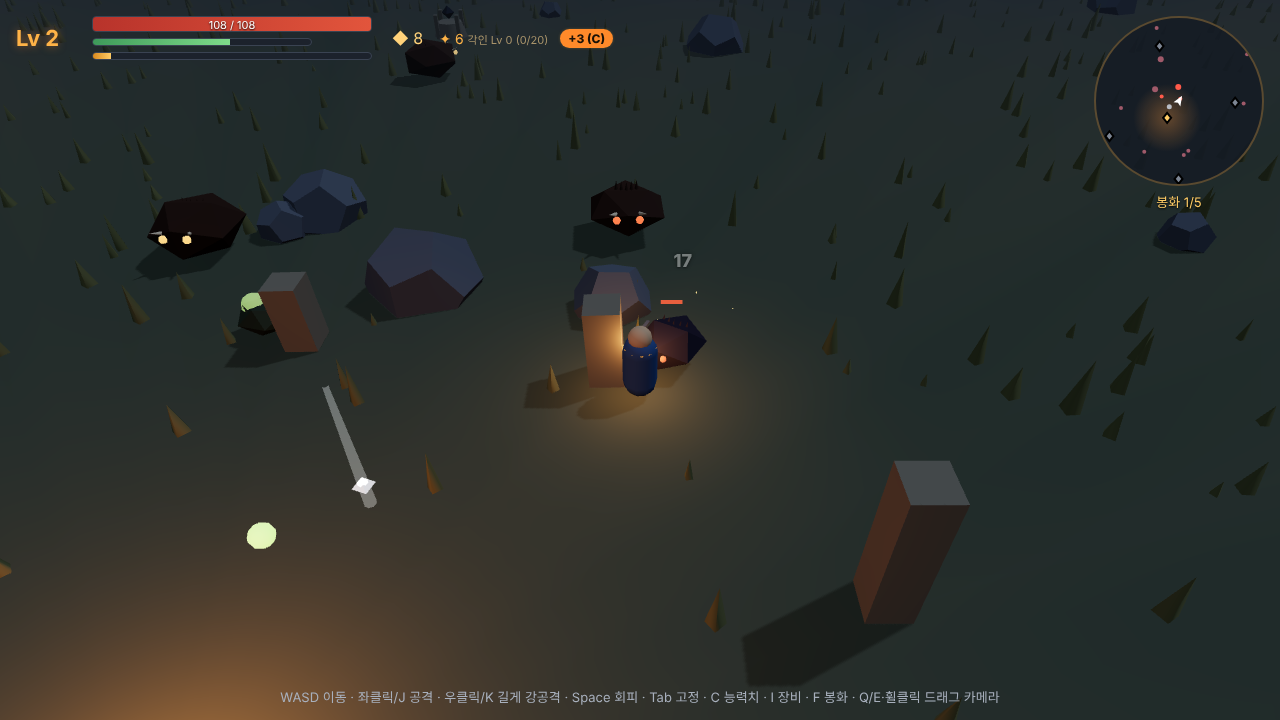 Lv 2
108 / 108
8
6 각인 Lv 0 (0/20)
+3 (C)
봉화 1/5
17
WASD 이동 · 좌클릭/J 공격 · 우클릭/K 길게 강공격 · Space 회피 · Tab 고정 · C 능력치 · I 장비 · F 봉화 · Q/E·휠클릭 드래그 카메라